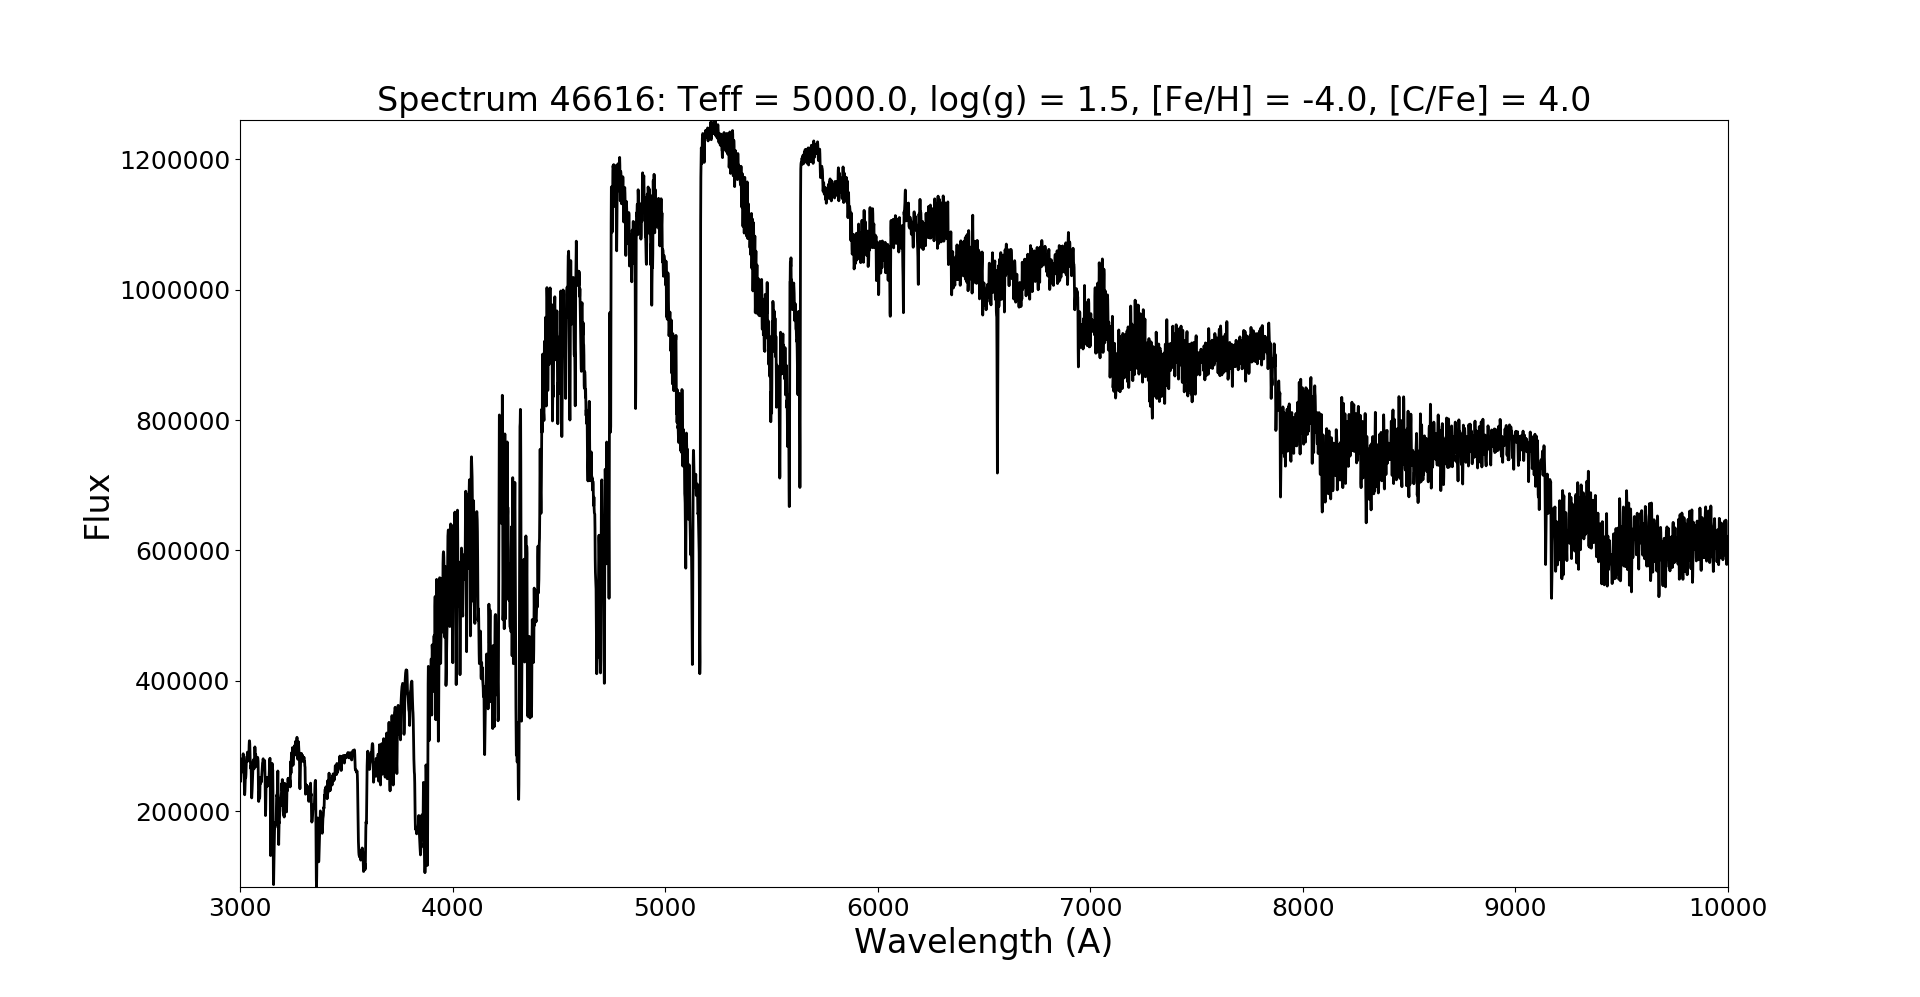 Spectrum 46616: Teff = 5000.0, log(g) = 1.5, [Fe/H] = -4.0, [C/Fe] = 4.0
Flux
1200000
1000000
800000
600000
400000
200000
3000 4000 5000 6000 7000 8000 9000 10000
Wavelength (A)